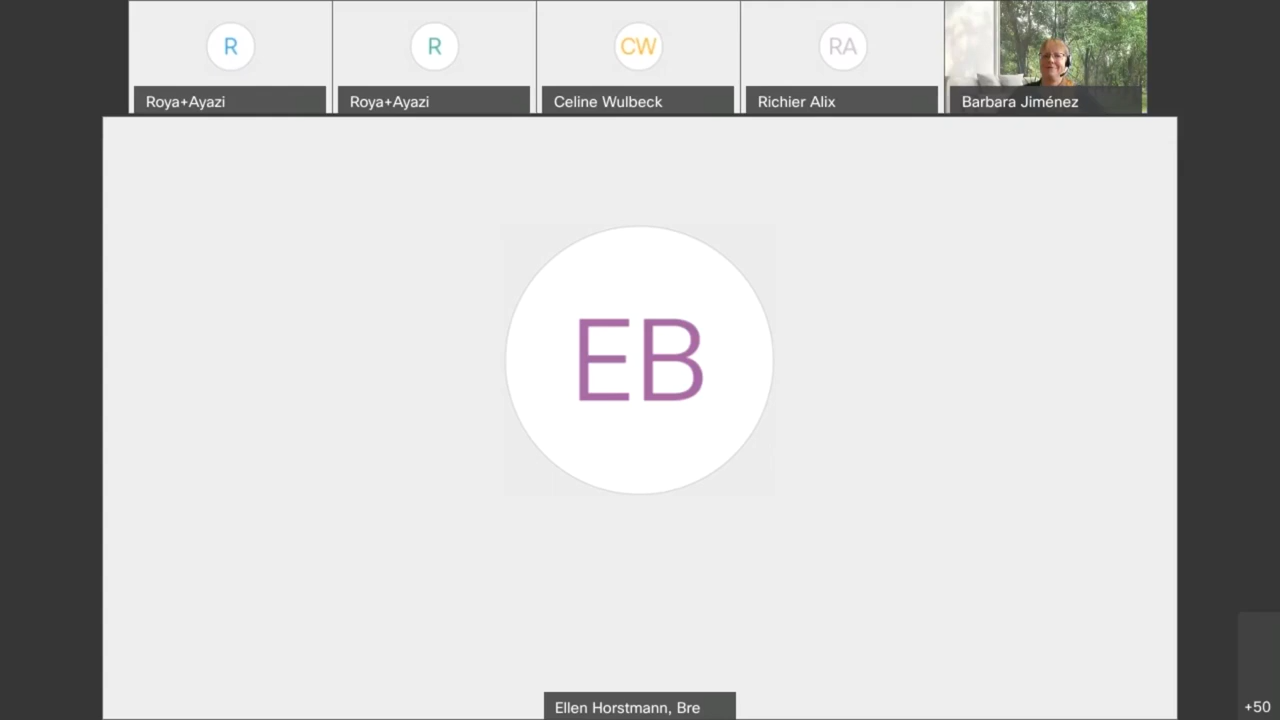 R
R
CW
RA
Roya+Ayazi
Roya+Ayazi
Celine Wulbeck
Richier Alix
Barbara Jiménez
EB
Ellen Horstmann, Bre
+50